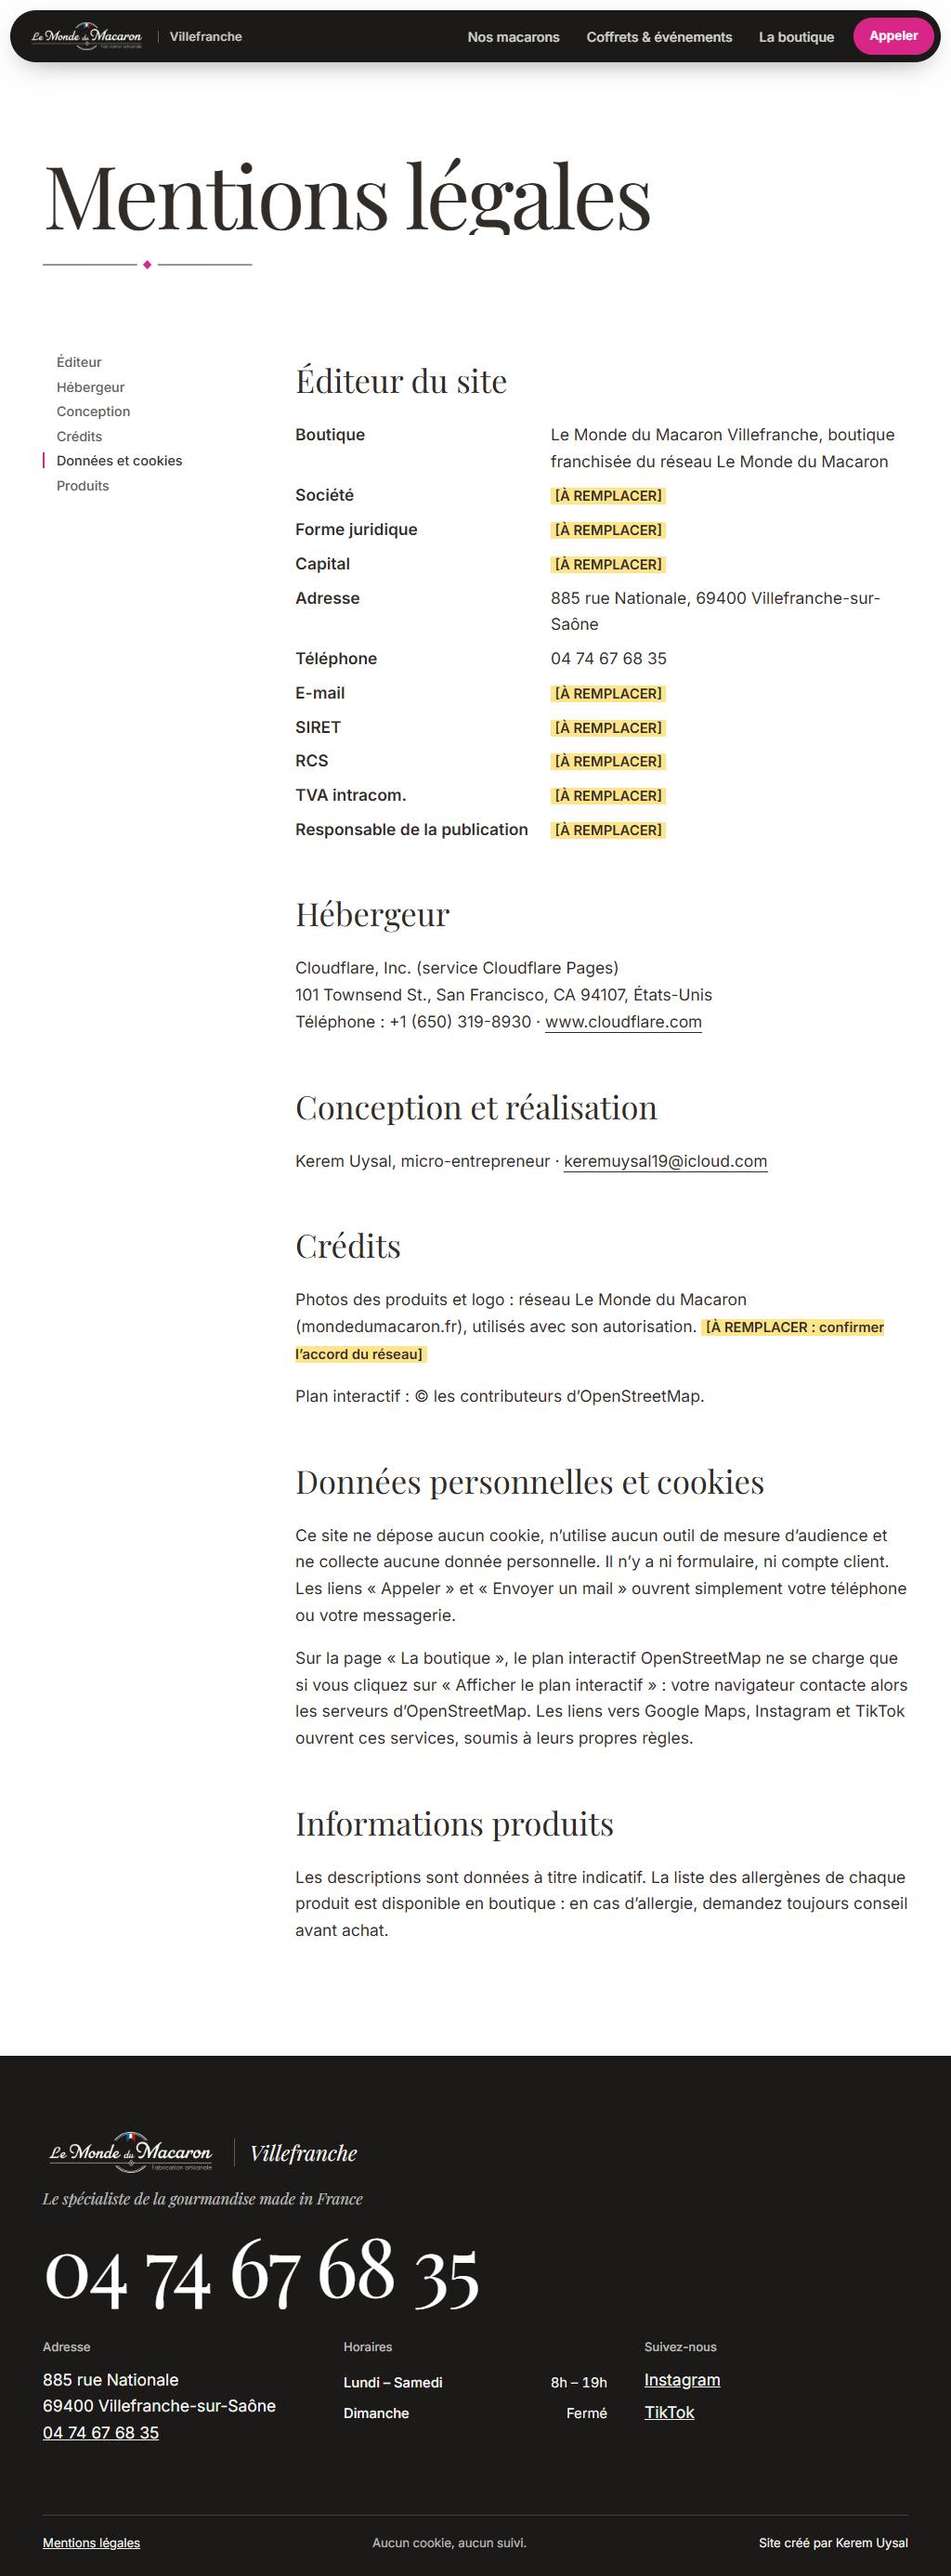 Le Monde du Macaron
Fabrication artisanale
Villefranche
Nos macarons
Coffrets & événements
La boutique
Appeler
Mentions légales
Éditeur
Hébergeur
Conception
Crédits
Données et cookies
Produits
Éditeur du site
Boutique
Le Monde du Macaron Villefranche, boutique
franchisée du réseau Le Monde du Macaron
Société
[À REMPLACER]
Forme juridique
[À REMPLACER]
Capital
[À REMPLACER]
Adresse
885 rue Nationale, 69400 Villefranche-sur-
Saône
Téléphone
04 74 67 68 35
E-mail
[À REMPLACER]
SIRET
[À REMPLACER]
RCS
[À REMPLACER]
TVA intracom.
[À REMPLACER]
Responsable de la publication
[À REMPLACER]
Hébergeur
Cloudflare, Inc. (service Cloudflare Pages)
101 Townsend St., San Francisco, CA 94107, États-Unis
Téléphone : +1 (650) 319-8930 · www.cloudflare.com
Conception et réalisation
Kerem Uysal, micro-entrepreneur · keremuysal19@icloud.com
Crédits
Photos des produits et logo : réseau Le Monde du Macaron
(mondedumacaron.fr), utilisés avec son autorisation. [À REMPLACER : confirmer
l’accord du réseau]
Plan interactif : © les contributeurs d’OpenStreetMap.
Données personnelles et cookies
Ce site ne dépose aucun cookie, n’utilise aucun outil de mesure d’audience et
ne collecte aucune donnée personnelle. Il n’y a ni formulaire, ni compte client.
Les liens « Appeler » et « Envoyer un mail » ouvrent simplement votre téléphone
ou votre messagerie.
Sur la page « La boutique », le plan interactif OpenStreetMap ne se charge que
si vous cliquez sur « Afficher le plan interactif » : votre navigateur contacte alors
les serveurs d’OpenStreetMap. Les liens vers Google Maps, Instagram et TikTok
ouvrent ces services, soumis à leurs propres règles.
Informations produits
Les descriptions sont données à titre indicatif. La liste des allergènes de chaque
produit est disponible en boutique : en cas d’allergie, demandez toujours conseil
avant achat.
Le Monde du Macaron
Fabrication artisanale
Villefranche
Le spécialiste de la gourmandise made in France
04 74 67 68 35
Adresse
885 rue Nationale
69400 Villefranche-sur-Saône
04 74 67 68 35
Horaires
Lundi – Samedi
8h – 19h
Dimanche
Fermé
Suivez-nous
Instagram
TikTok
Mentions légales
Aucun cookie, aucun suivi.
Site créé par Kerem Uysal